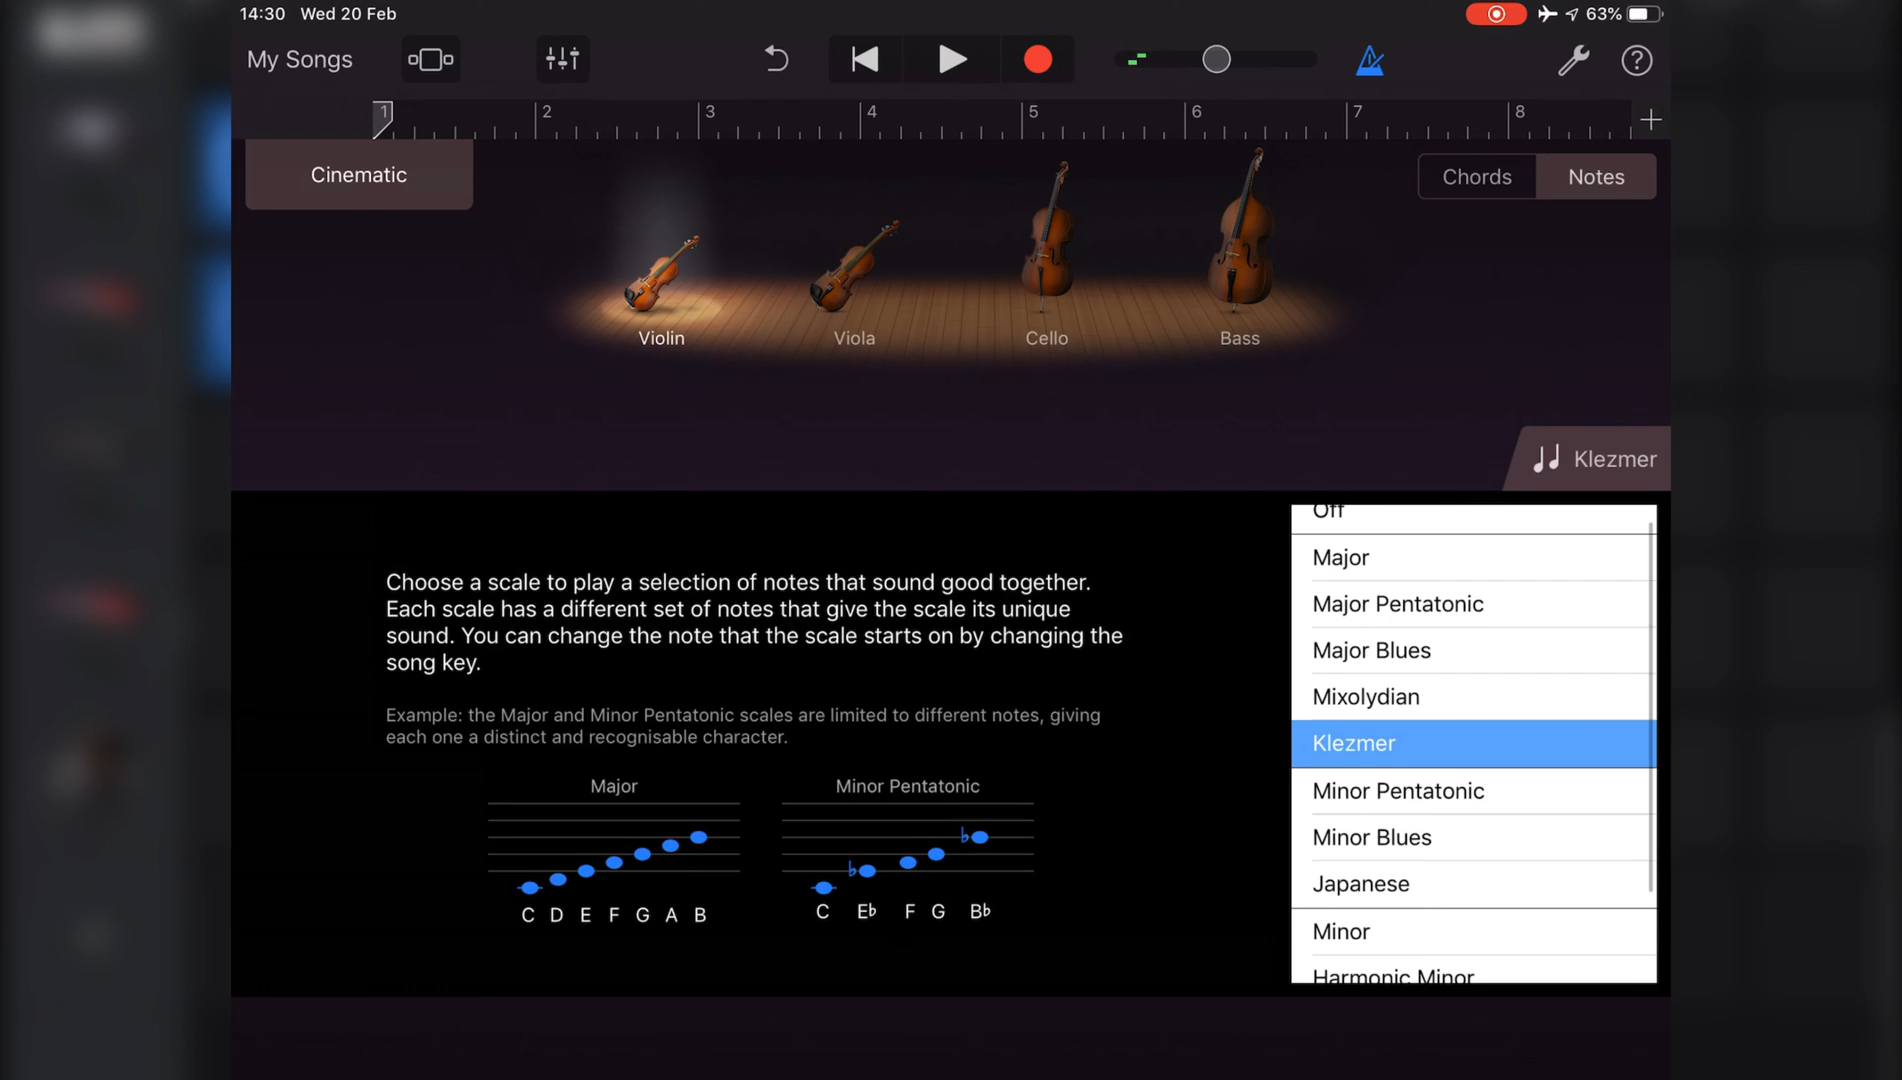 14:30 Wed 20 Feb 63%
My Songs
1 2 3 4 5 6 7 8
Cinematic
Chords Notes
Violin Viola Cello Bass
Klezmer
Choose a scale to play a selection of notes that sound good together.
Each scale has a different set of notes that give the scale its unique
sound. You can change the note that the scale starts on by changing the
song key.
Example: the Major and Minor Pentatonic scales are limited to different notes, giving
each one a distinct and recognisable character.
Major Minor Pentatonic
♭ ♭
C D E F G A B C E♭ F G B♭
Off
Major
Major Pentatonic
Major Blues
Mixolydian
Klezmer
Minor Pentatonic
Minor Blues
Japanese
Minor
Harmonic Minor